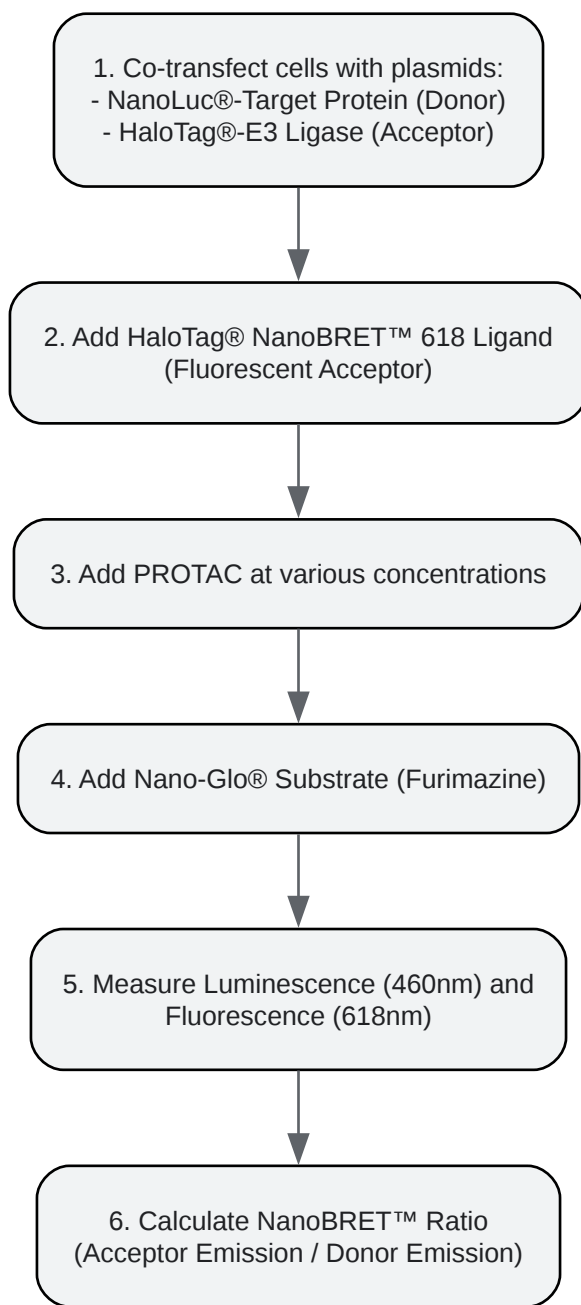 1. Co-transfect cells with plasmids:
- NanoLuc®-Target Protein (Donor)
- HaloTag®-E3 Ligase (Acceptor)
2. Add HaloTag® NanoBRET™ 618 Ligand
(Fluorescent Acceptor)
3. Add PROTAC at various concentrations
4. Add Nano-Glo® Substrate (Furimazine)
5. Measure Luminescence (460nm) and
Fluorescence (618nm)
6. Calculate NanoBRET™ Ratio
(Acceptor Emission / Donor Emission)